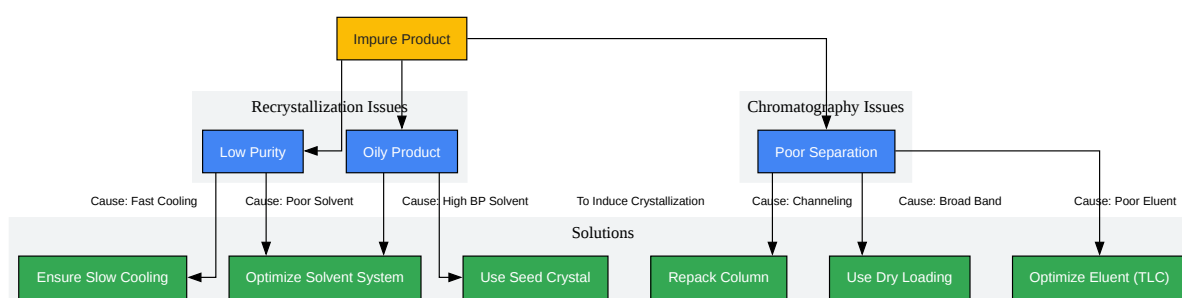 Impure Product
Recrystallization Issues
Chromatography Issues
Low Purity
Oily Product
Poor Separation
Cause: Fast Cooling
Cause: Poor Solvent
Cause: High BP Solvent
To Induce Crystallization
Cause: Channeling
Cause: Broad Band
Cause: Poor Eluent
Solutions
Ensure Slow Cooling
Optimize Solvent System
Use Seed Crystal
Repack Column
Use Dry Loading
Optimize Eluent (TLC)